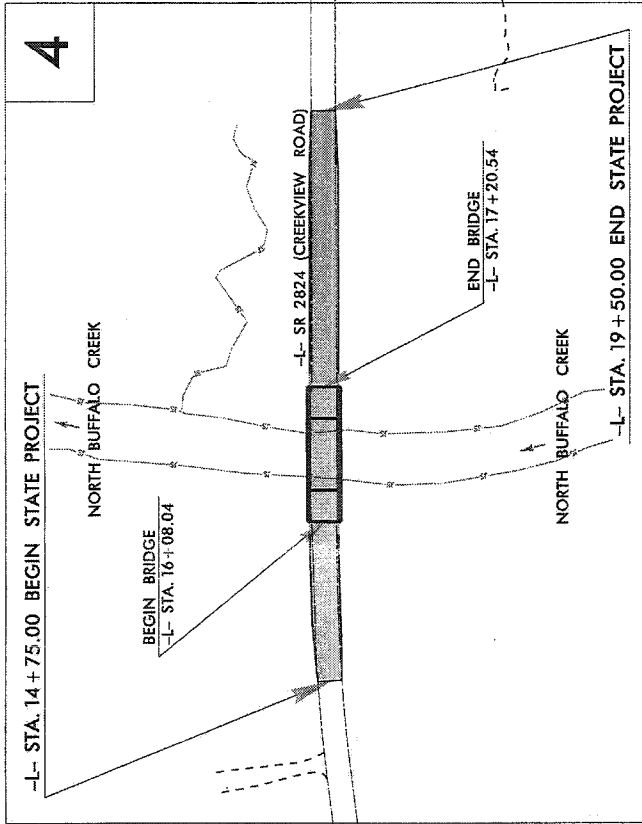 4
-L- STA. 14+75.00 BEGIN STATE PROJECT
NORTH BUFFALO CREEK
BEGIN BRIDGE
-L- STA. 16+08.04
-L- SR 2824 (CREEKVIEW ROAD)
END BRIDGE
-L- STA. 17+20.54
NORTH BUFFALO CREEK
-L- STA. 19+50.00 END STATE PROJECT